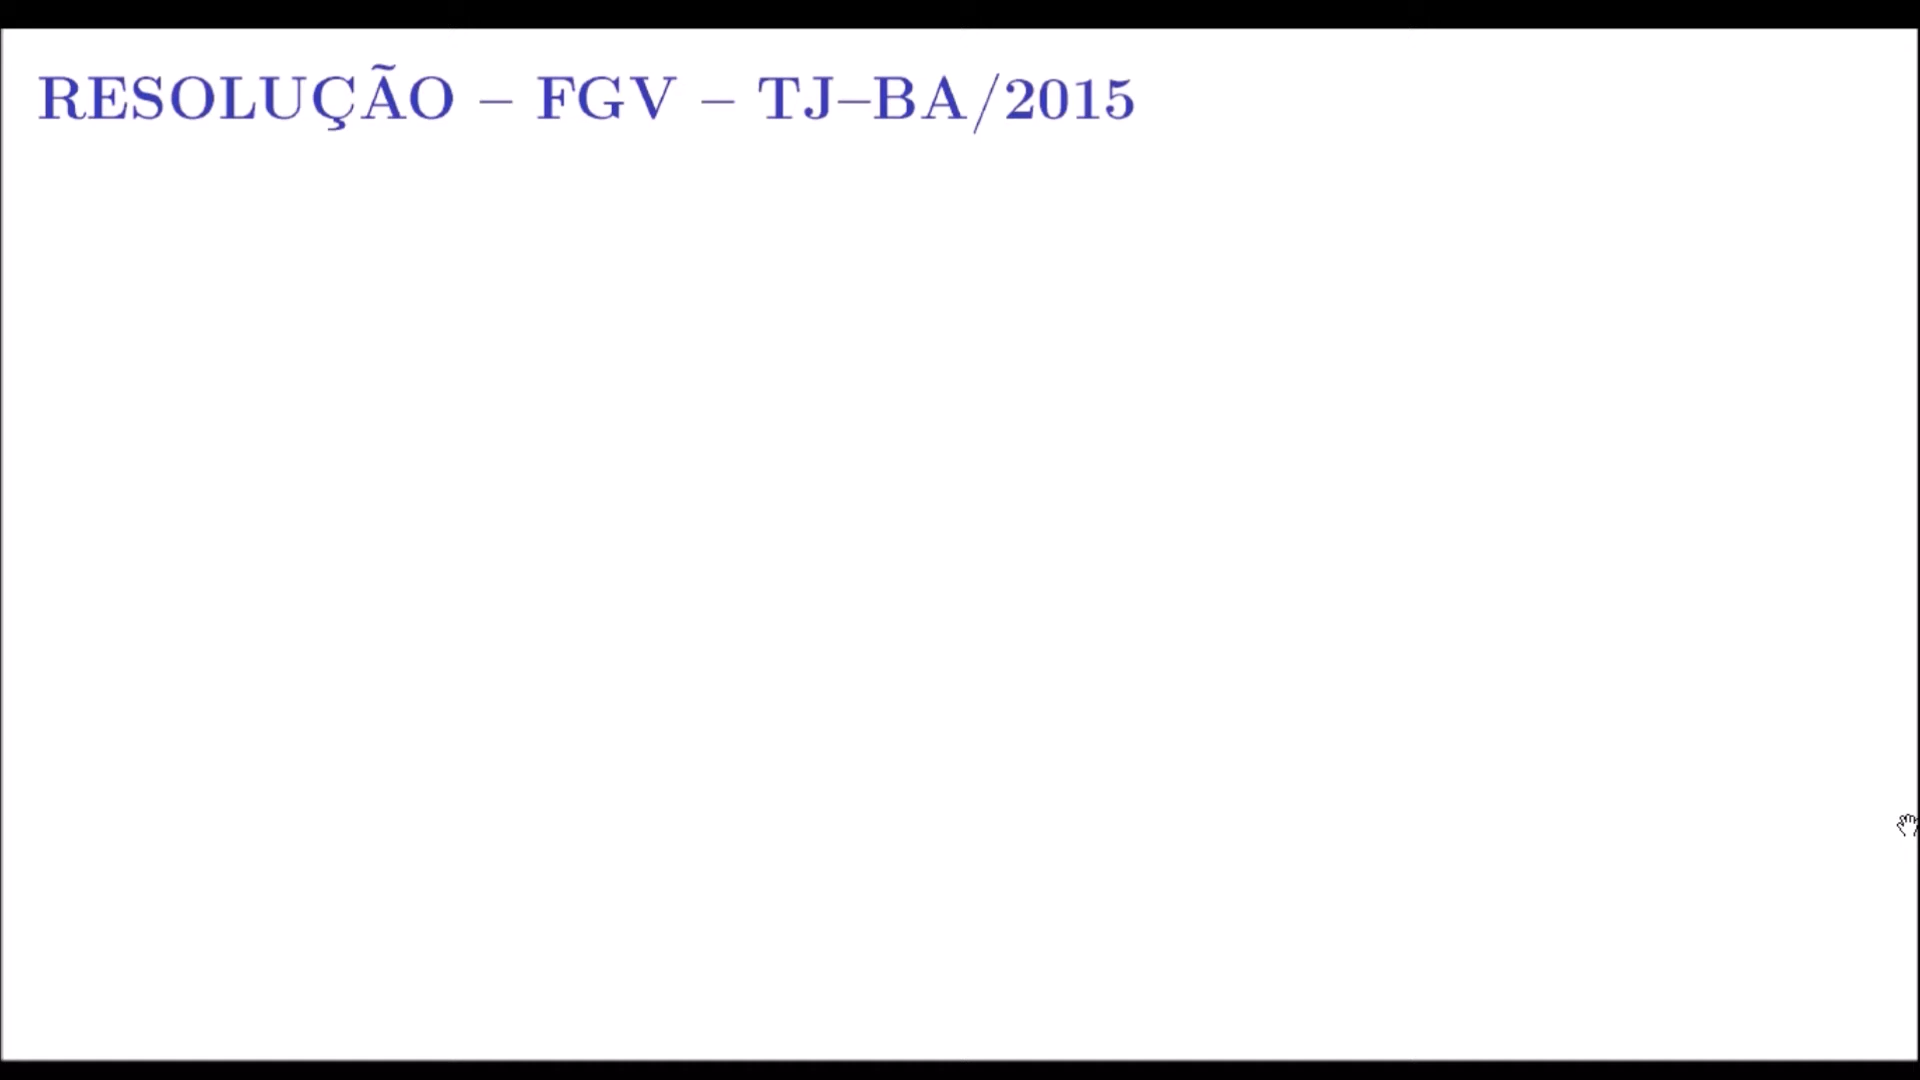 RESOLUÇÃO – FGV – TJ–BA/2015